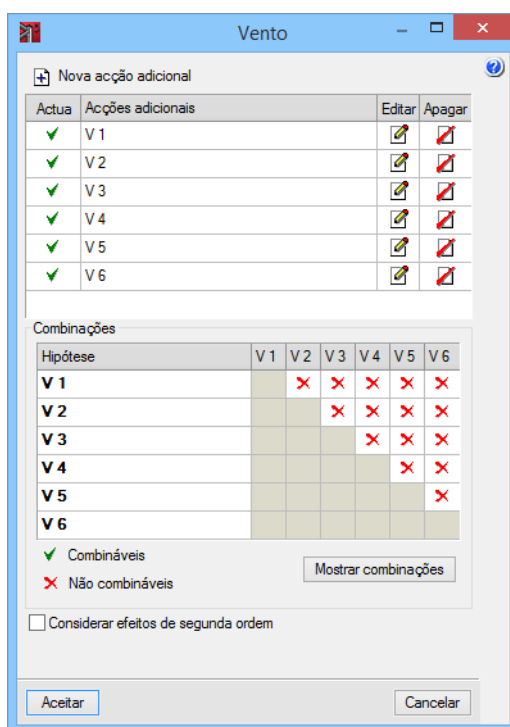 Vento
Nova acção adicional
Actua Acções adicionais Editar Apagar
V 1
V 2
V 3
V 4
V 5
V 6
Combinações
Hipótese V 1 V 2 V 3 V 4 V 5 V 6
V 1
V 2
V 3
V 4
V 5
V 6
Combináveis
Não combináveis
Mostrar combinações
Considerar efeitos de segunda ordem
Aceitar Cancelar